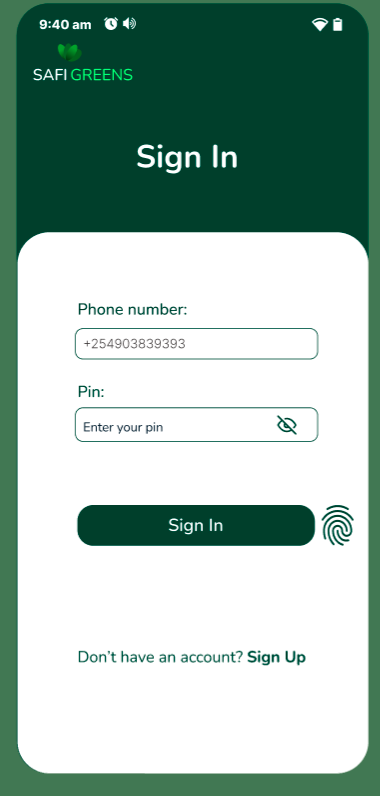 9:40 am
SAFI GREENS
Sign In
Phone number:
+254903839393
Pin:
Enter your pin
Sign In
Don't have an account? Sign Up